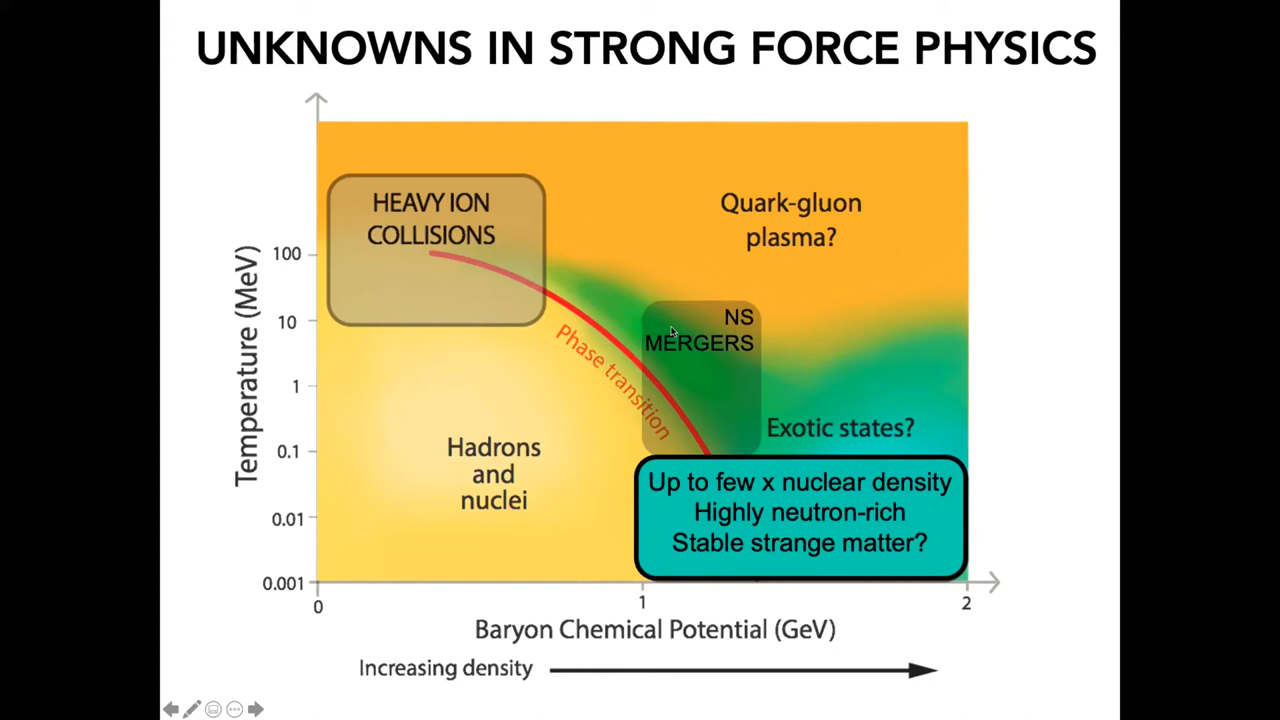 UNKNOWNS IN STRONG FORCE PHYSICS
HEAVY ION
COLLISIONS
Quark-gluon
plasma?
NS
MERGERS
Phase transition
Exotic states?
Hadrons
and
nuclei
Up to few x nuclear density
Highly neutron-rich
Stable strange matter?
Temperature (MeV)
100
10
1
0.1
0.01
0.001
0
1
2
Baryon Chemical Potential (GeV)
Increasing density